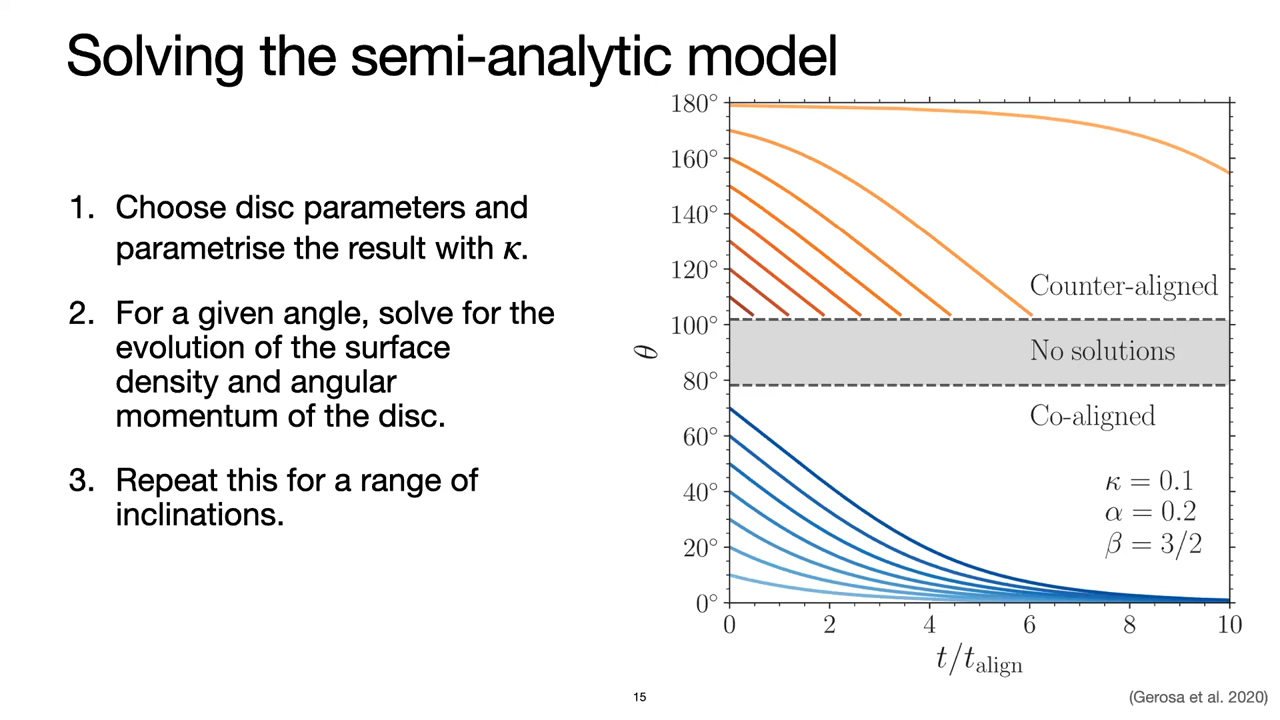 Solving the semi-analytic model
1. Choose disc parameters and
parametrise the result with κ.
2. For a given angle, solve for the
evolution of the surface
density and angular
momentum of the disc.
3. Repeat this for a range of
inclinations.
180°
160°
140°
120°
100°
80°
60°
40°
20°
0°
θ
Counter-aligned
No solutions
Co-aligned
κ = 0.1
α = 0.2
β = 3/2
0 2 4 6 8 10
t/t_align
15
(Gerosa et al. 2020)